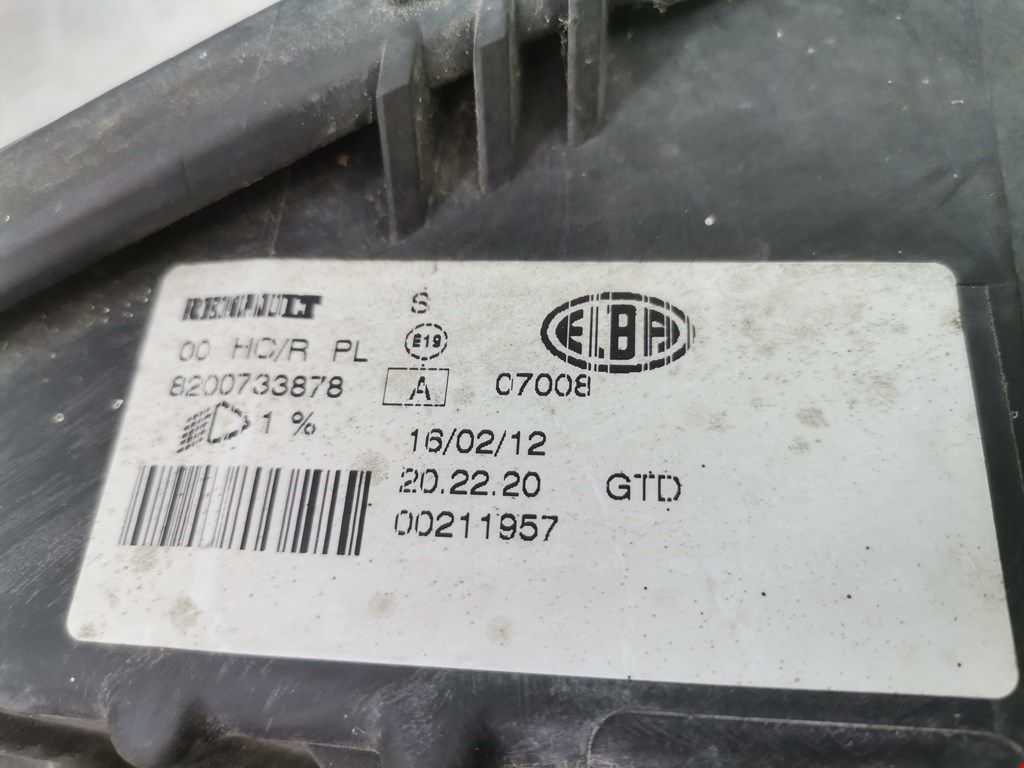 RENAULT S ELBA
00 HC/R PL E19
8200733878 A 07008
1 %
16/02/12
20.22.20 GTD
00211957